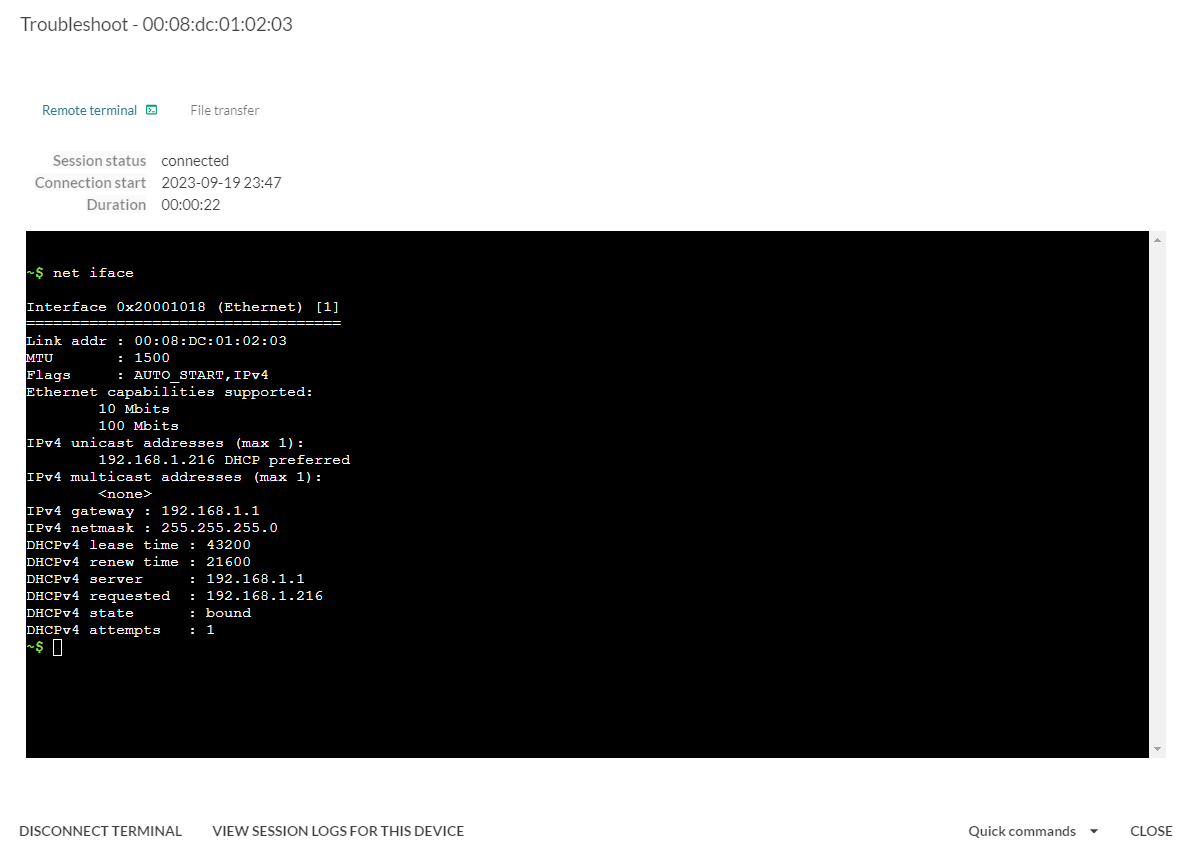 Troubleshoot - 00:08:dc:01:02:03
Remote terminal File transfer
Session status connected
Connection start 2023-09-19 23:47
Duration 00:00:22
~$ net iface
Interface 0x20001018 (Ethernet) [1]
===================================
Link addr : 00:08:DC:01:02:03
MTU       : 1500
Flags     : AUTO_START,IPv4
Ethernet capabilities supported:
        10 Mbits
        100 Mbits
IPv4 unicast addresses (max 1):
        192.168.1.216 DHCP preferred
IPv4 multicast addresses (max 1):
        <none>
IPv4 gateway : 192.168.1.1
IPv4 netmask : 255.255.255.0
DHCPv4 lease time : 43200
DHCPv4 renew time : 21600
DHCPv4 server     : 192.168.1.1
DHCPv4 requested  : 192.168.1.216
DHCPv4 state      : bound
DHCPv4 attempts   : 1
~$
DISCONNECT TERMINAL VIEW SESSION LOGS FOR THIS DEVICE Quick commands CLOSE